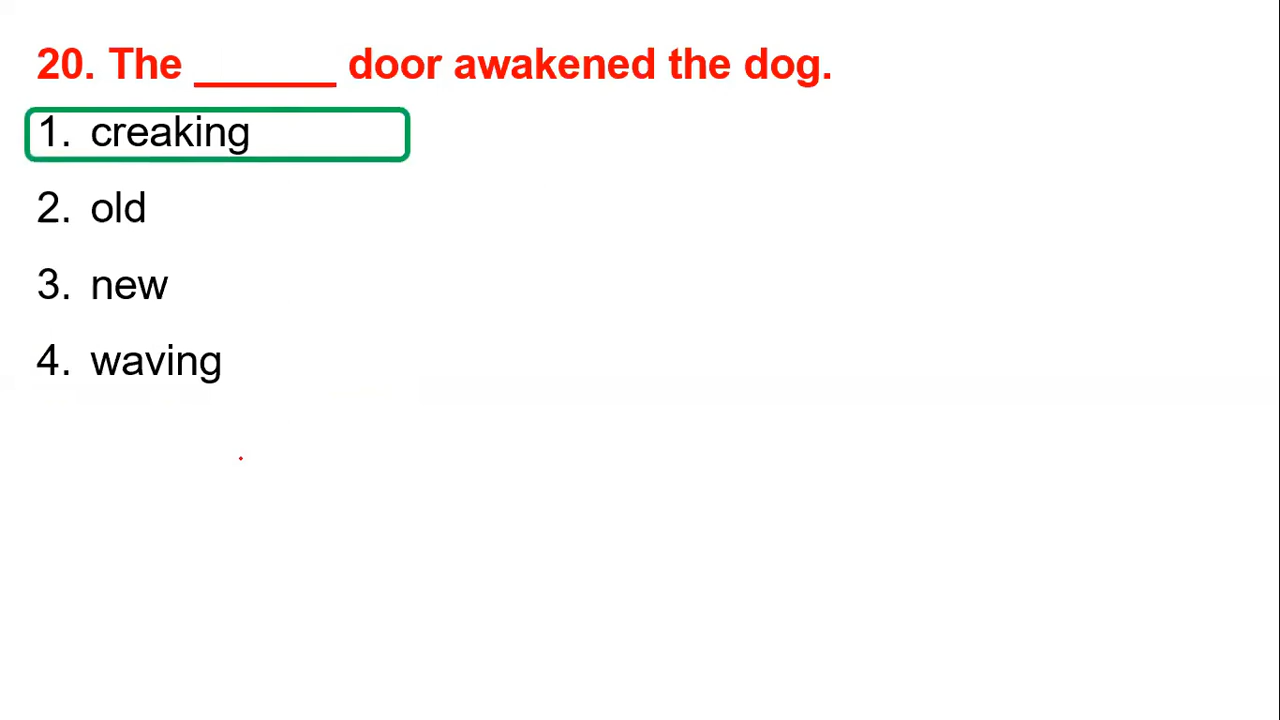 20. The ______ door awakened the dog.
1. creaking
2. old
3. new
4. waving